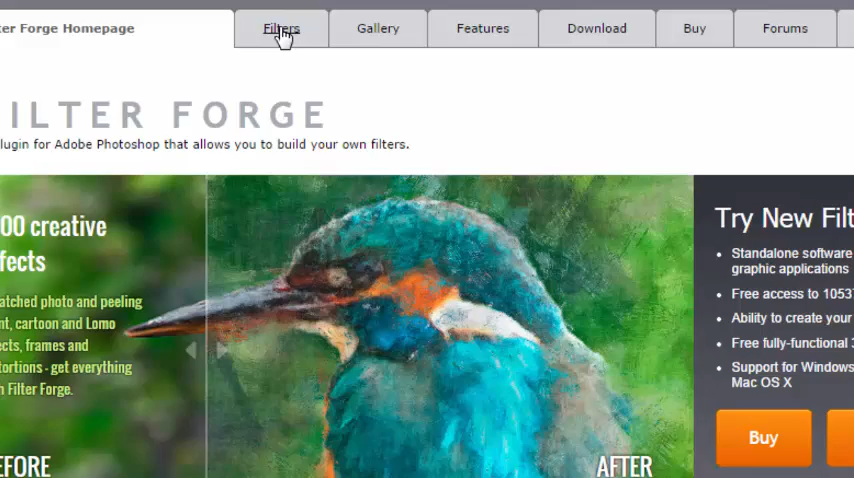 ter Forge Homepage
Filters
Gallery
Features
Download
Buy
Forums
ILTER FORGE
lugin for Adobe Photoshop that allows you to build your own filters.
00 creative
fects
atched photo and peeling
nt, cartoon and Lomo
cts, frames and
tortions - get everything
n Filter Forge.
EFORE
AFTER
Try New Filt
Standalone software
graphic applications
Free access to 1053
Ability to create your
Free fully-functional 3
Support for Windows
Mac OS X
Buy